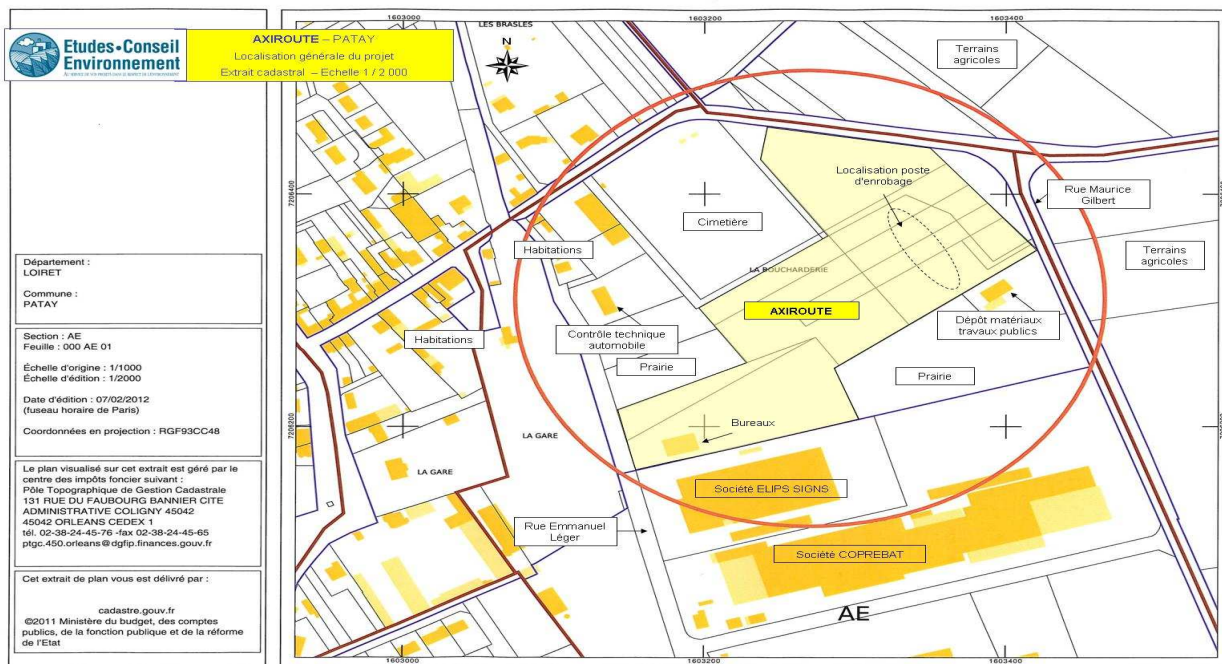 Etudes•Conseil
Environnement
AXIROUTE – PATAY
Localisation générale du projet
Extrait cadastral – Echelle 1 / 2 000
Département :
LOIRET
Commune :
PATAY
Section : AE
Feuille : 000 AE 01
Échelle d'origine : 1/1000
Échelle d'édition : 1/2000
Date d'édition : 07/02/2012
(fuseau horaire de Paris)
Coordonnées en projection : RGF93CC48
Le plan visualisé sur cet extrait est géré par le
centre des impôts foncier suivant :
Pôle Topographique de Gestion Cadastrale
131 RUE DU FAUBOURG BANNIER CITE
ADMINISTRATIVE COLIGNY 45042
45042 ORLEANS CEDEX 1
tél. 02-38-24-45-76 -fax 02-38-24-45-65
ptgc.450.orleans@dgfip.finances.gouv.fr
Cet extrait de plan vous est délivré par :
cadastre.gouv.fr
©2011 Ministère du budget, des comptes
publics, de la fonction publique et de la réforme
de l'Etat
1603000
1603200
1603400
LES BRASLES
N
Terrains
agricoles
Localisation poste
d'enrobage
Rue Maurice
Gilbert
7206400
Cimetière
Habitations
Terrains
agricoles
LA BOUCHARDERIE
AXIROUTE
Dépôt matériaux
travaux publics
Contrôle technique
automobile
Habitations
Prairie
Prairie
7206200
Bureaux
LA GARE
LA GARE
Société ELIPS SIGNS
Rue Emmanuel
Léger
Société COPREBAT
AE
1603000
1603200
1603400